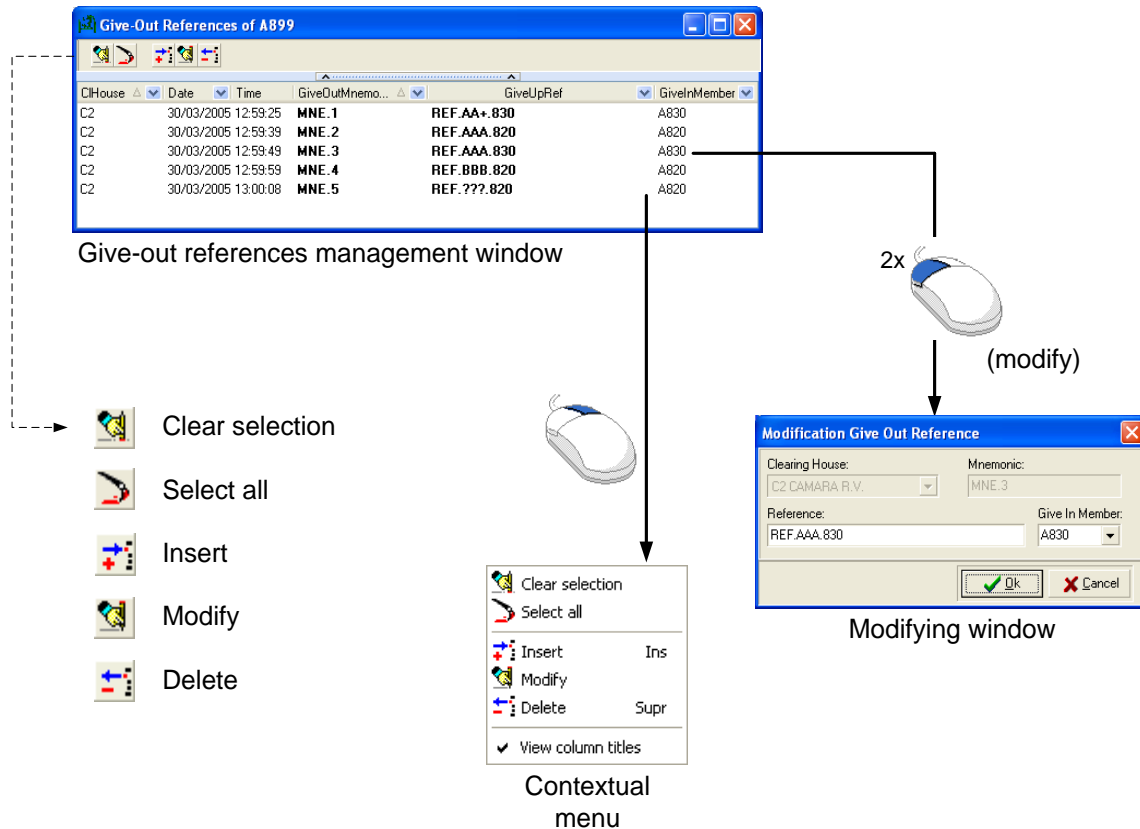 Give-Out References of A899
ClHouse Date Time GiveOutMnemo... GiveUpRef GiveInMember
C2 30/03/2005 12:59:25 MNE.1 REF.AA+.830 A830
C2 30/03/2005 12:59:39 MNE.2 REF.AAA.820 A820
C2 30/03/2005 12:59:49 MNE.3 REF.AAA.830 A830
C2 30/03/2005 12:59:59 MNE.4 REF.BBB.820 A820
C2 30/03/2005 13:00:08 MNE.5 REF.???.820 A820
Give-out references management window
2x
(modify)
Clear selection
Select all
Insert
Modify
Delete
Clear selection
Select all
Insert Ins
Modify
Delete Supr
✓ View column titles
Contextual
menu
Modification Give Out Reference
Clearing House: Mnemonic:
C2 CAMARA R.V. MNE.3
Reference: Give In Member:
REF.AAA.830 A830
Ok Cancel
Modifying window